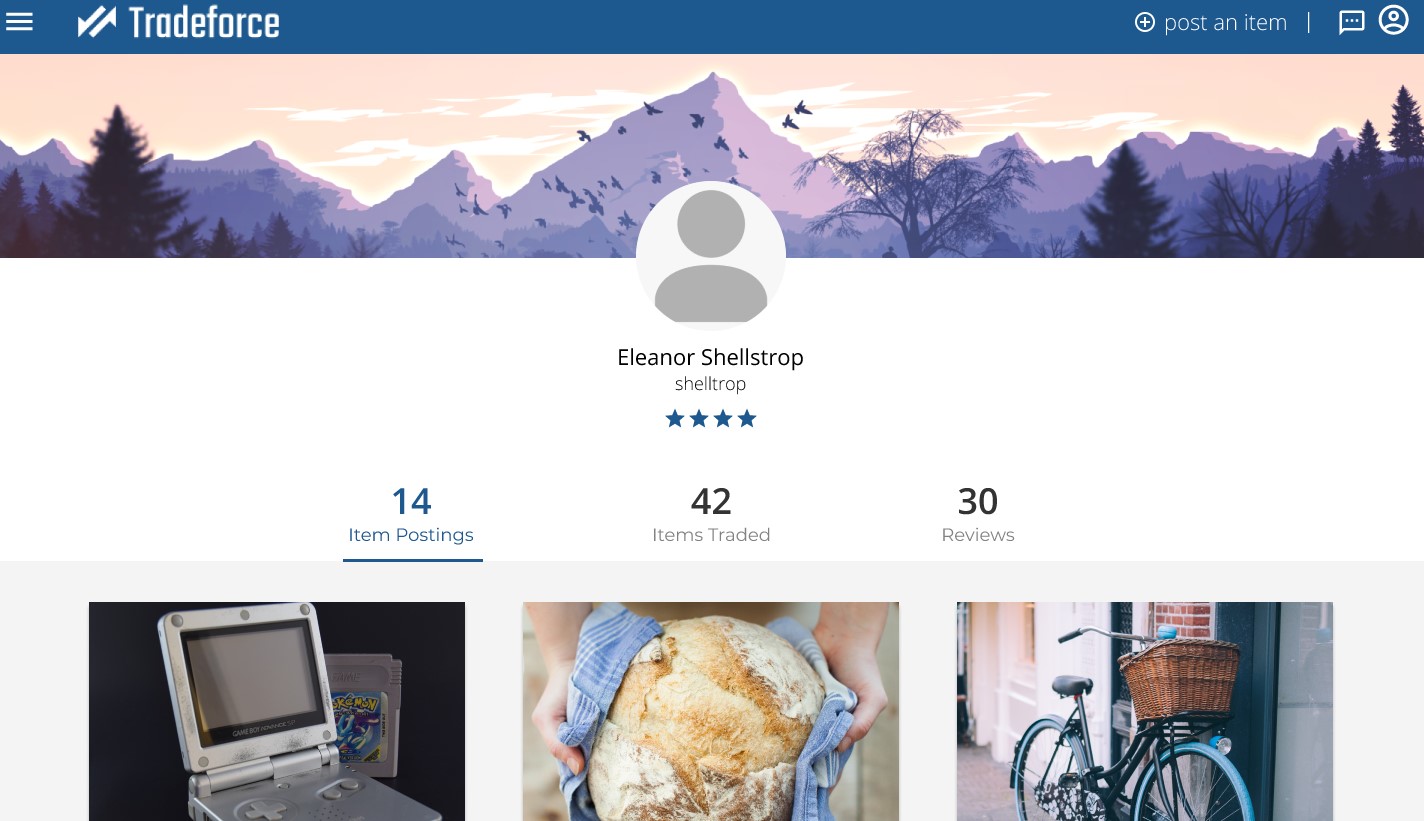 Tradeforce
post an item |
Eleanor Shellstrop
shelltrop
14
Item Postings
42
Items Traded
30
Reviews
GAME BOY ADVANCE SP
GAME
POKéMON